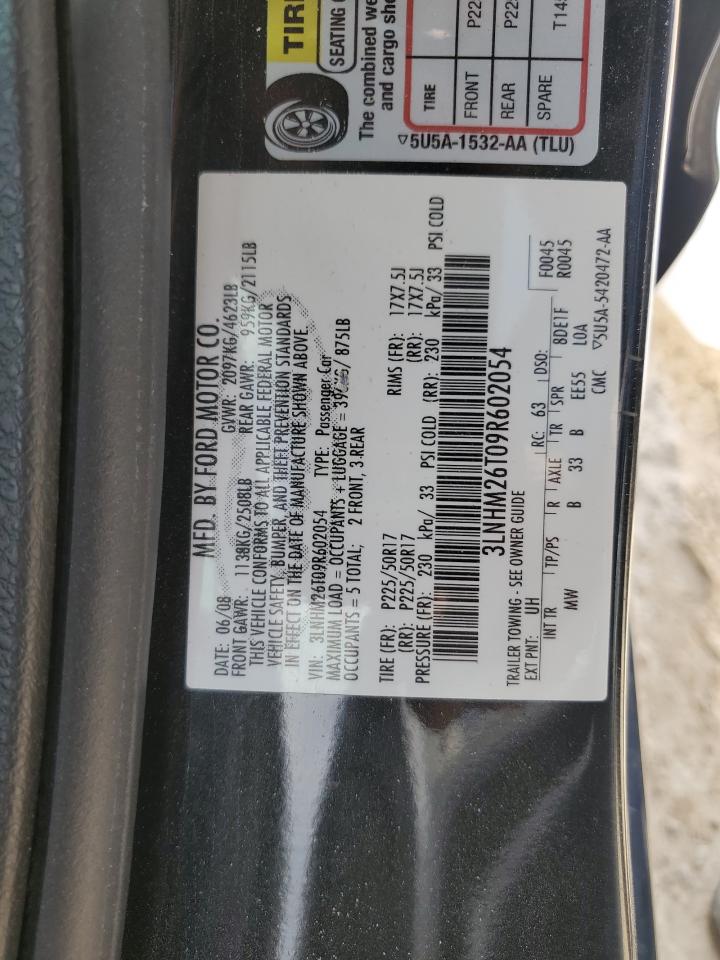 TIRE
SEATING
The combined we
and cargo sho
TIRE
FRONT P22
REAR P22
SPARE T145
▽5U5A-1532-AA (TLU)
MFD. BY FORD MOTOR CO.
DATE: 06/08 GVWR: 2097KG/4623LB
FRONT GAWR: 1138KG/2508LB REAR GAWR: 959KG/2115LB
THIS VEHICLE CONFORMS TO ALL APPLICABLE FEDERAL MOTOR
VEHICLE SAFETY, BUMPER, AND THEFT PREVENTION STANDARDS
IN EFFECT ON THE DATE OF MANUFACTURE SHOWN ABOVE.
VIN: 3LNHM26T09R602054 TYPE: Passenger Car
MAXIMUM LOAD = OCCUPANTS + LUGGAGE = / 875LB
OCCUPANTS = 5 TOTAL; 2 FRONT, 3 REAR
TIRE (FR): P225/50R17 RIMS (FR): 17X7.5J
(RR): P225/50R17 (RR): 17X7.5J
PRESSURE (FR): 230 kPa/ 33 PSI COLD (RR): 230 kPa/ 33 PSI COLD
3LNHM26T09R602054
TRAILER TOWING - SEE OWNER GUIDE
EXT PNT: UH RC: 63 DSO: F0045
R0045
INT TR TP/PS R AXLE TR SPR BDE1F
MW B 33 B EE55 LOA
CMC ▽5U5A-5420472-AA